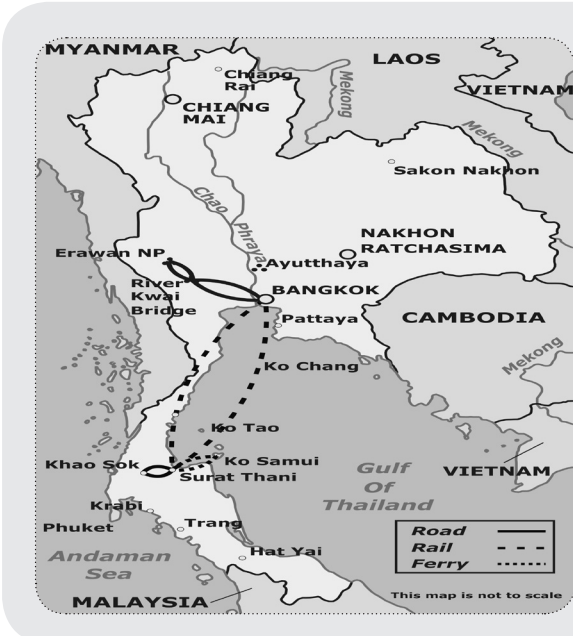 MYANMAR
LAOS
VIETNAM
Chiang
Rai
CHIANG
MAI
Mekong
Mekong
Sakon Nakhon
Chao Phraya
NAKHON
RATCHASIMA
Erawan NP
Ayutthaya
River
Kwai
Bridge
BANGKOK
Pattaya
CAMBODIA
Mekong
Ko Chang
Ko Tao
Khao Sok
Ko Samui
Surat Thani
Gulf
Of
Thailand
VIETNAM
Krabi
Phuket
Trang
Hat Yai
Andaman
Sea
MALAYSIA
Road
Rail
Ferry
This map is not to scale